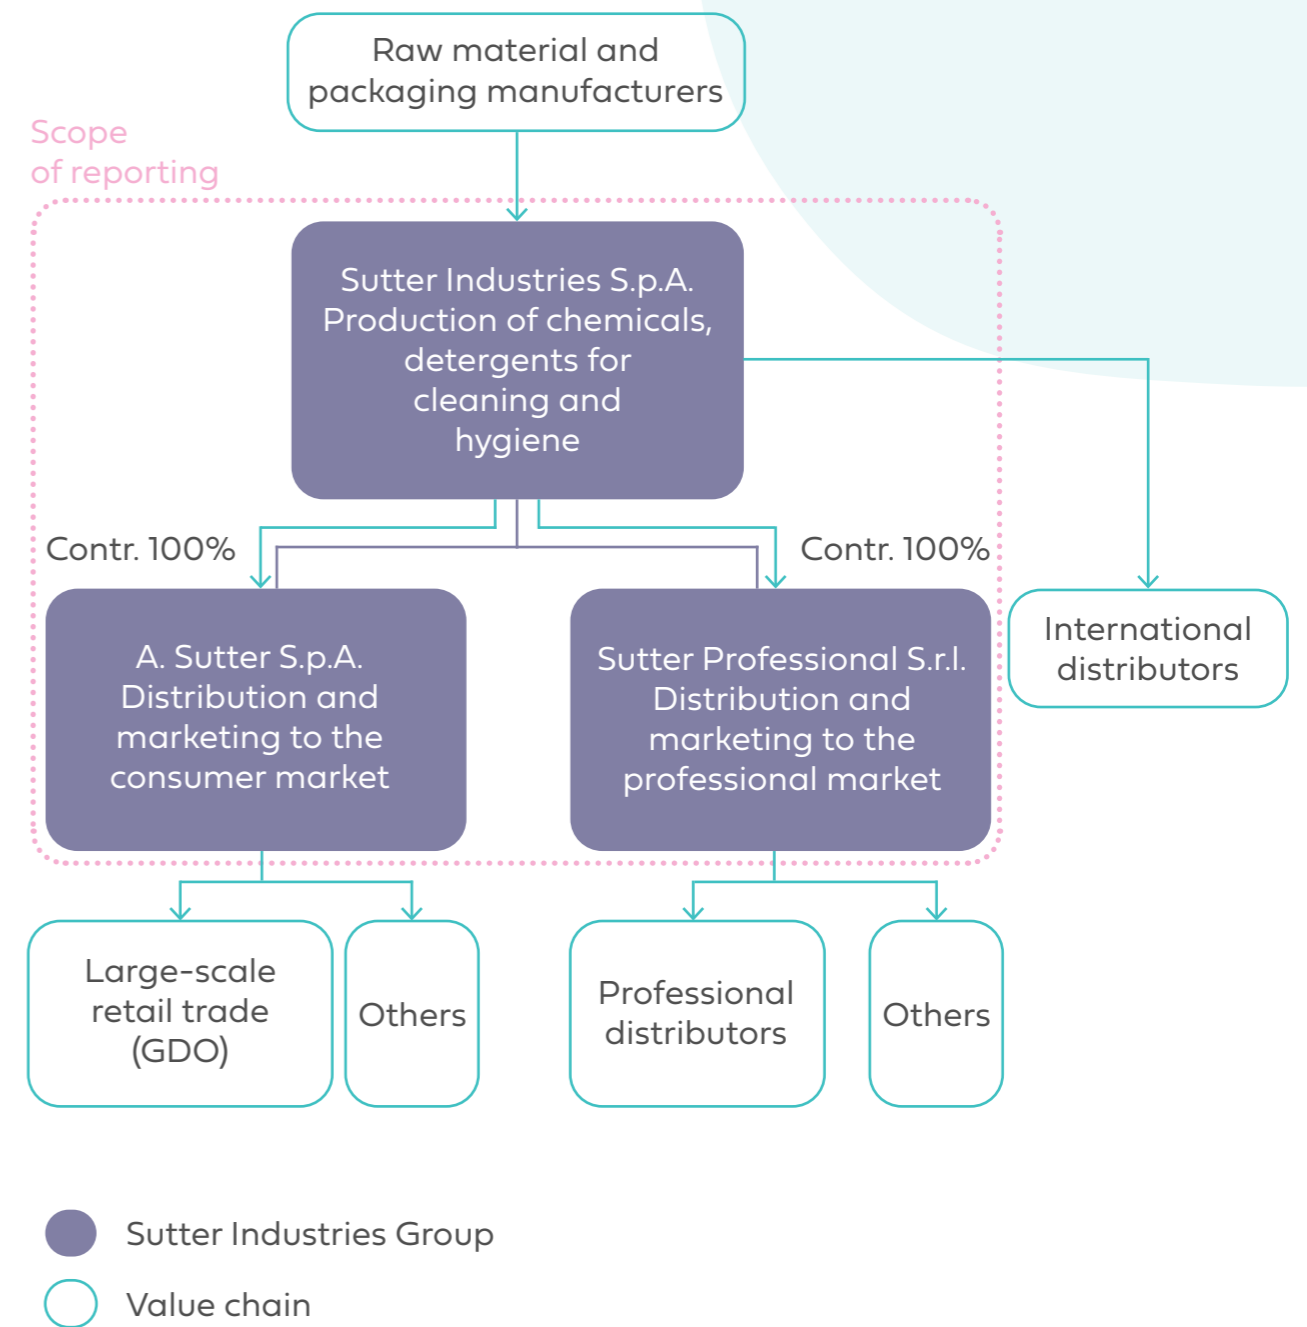 Raw material and
packaging manufacturers
Scope
of reporting
Sutter Industries S.p.A.
Production of chemicals,
detergents for
cleaning and
hygiene
Contr. 100%
Contr. 100%
A. Sutter S.p.A.
Distribution and
marketing to the
consumer market
Sutter Professional S.r.l.
Distribution and
marketing to the
professional market
International
distributors
Large-scale
retail trade
(GDO)
Others
Professional
distributors
Others
Sutter Industries Group
Value chain